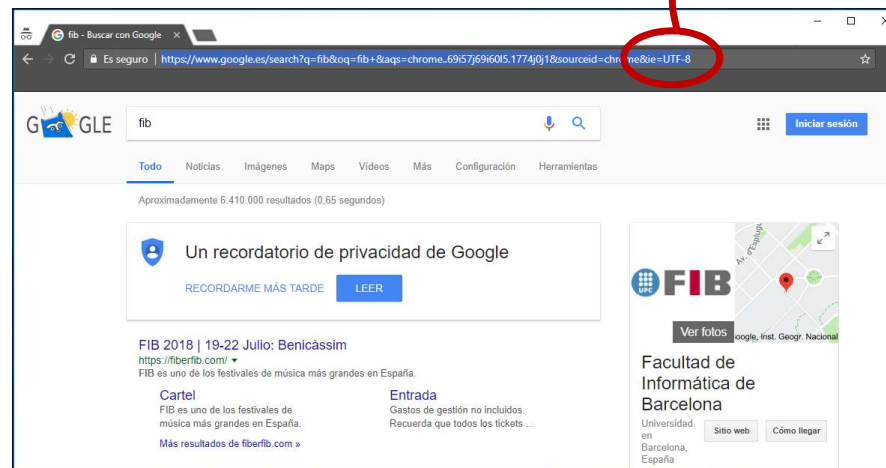 fib - Buscar con Google
Es seguro | https://www.google.es/search?q=fib&oq=fib+&aqs=chrome..69i57j69i60l5.1774j0j1&sourceid=chrome&ie=UTF-8
G GLE
fib
Iniciar sesión
Todo Noticias Imágenes Maps Vídeos Más Configuración Herramientas
Aproximadamente 6.410.000 resultados (0,65 segundos)
Un recordatorio de privacidad de Google
RECORDARME MÁS TARDE LEER
FIB 2018 | 19-22 Julio: Benicàssim
https://fiberfib.com/
FIB es uno de los festivales de música más grandes en España.
Cartel
FIB es uno de los festivales de
música más grandes en España.
Entrada
Gastos de gestión no incluidos.
Recuerda que todos los tickets ...
Más resultados de fiberfib.com »
UPC FIB
Av. d'Esplug
Ver fotos
oogle, Inst. Geogr. Nacional
Facultad de
Informática de
Barcelona
Universidad
en
Barcelona,
España
Sitio web Cómo llegar